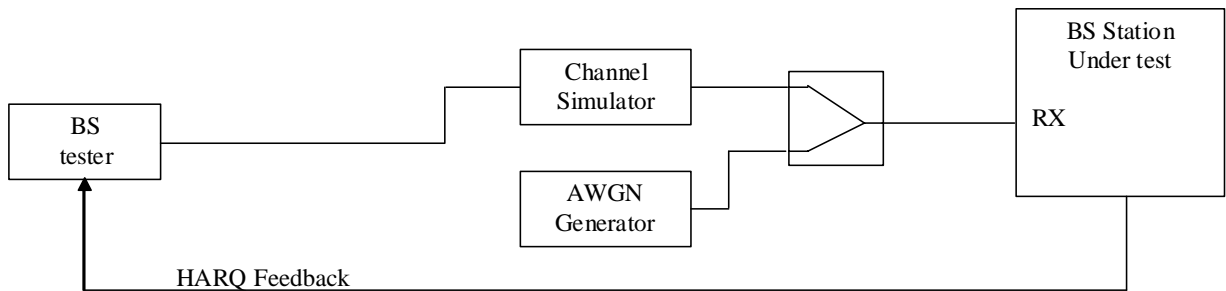 BS Station
Under test
Channel
Simulator
BS
tester
RX
AWGN
Generator
HARQ Feedback